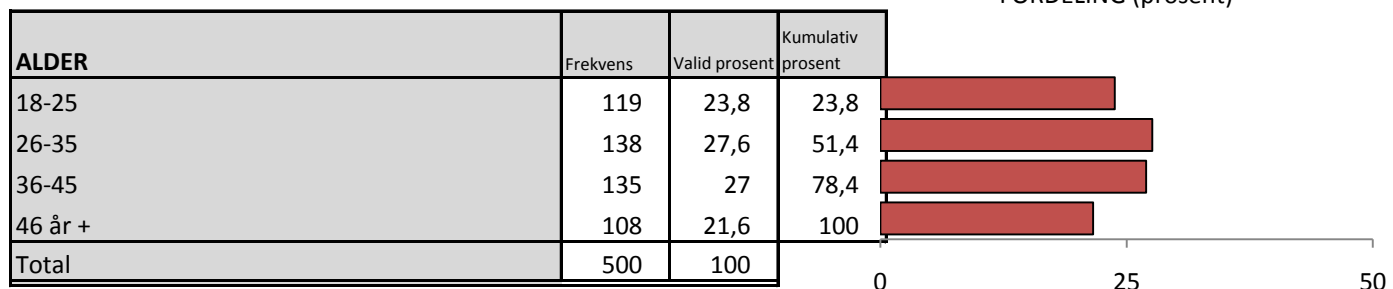 FORDELING (prosent)
ALDER Frekvens Valid prosent Kumulativ prosent
18-25 119 23,8 23,8
26-35 138 27,6 51,4
36-45 135 27 78,4
46 år + 108 21,6 100
Total 500 100
0 25 50